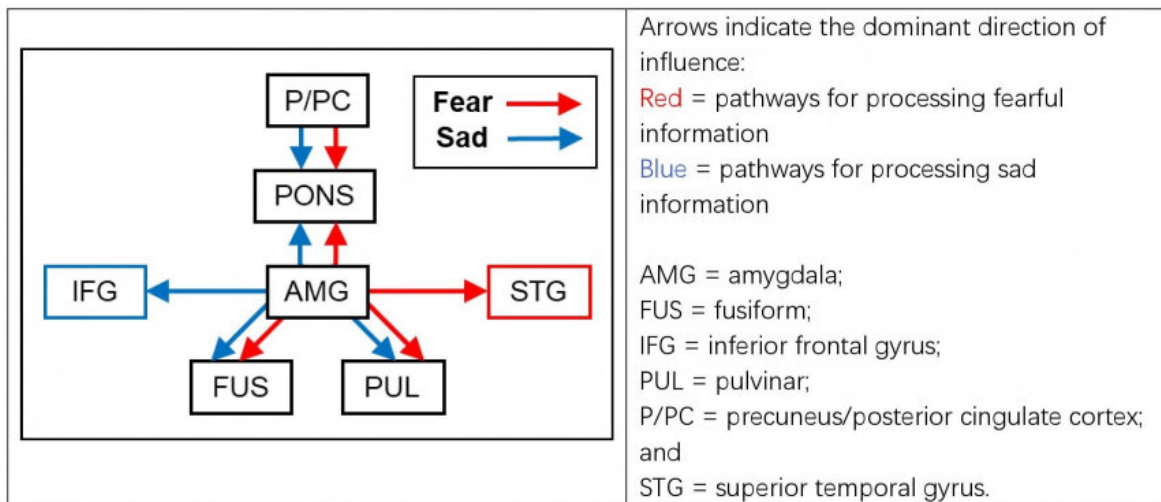 P/PC
Fear
Sad
PONS
IFG
AMG
STG
FUS
PUL
Arrows indicate the dominant direction of
influence:
Red = pathways for processing fearful
information
Blue = pathways for processing sad
information
AMG = amygdala;
FUS = fusiform;
IFG = inferior frontal gyrus;
PUL = pulvinar;
P/PC = precuneus/posterior cingulate cortex;
and
STG = superior temporal gyrus.